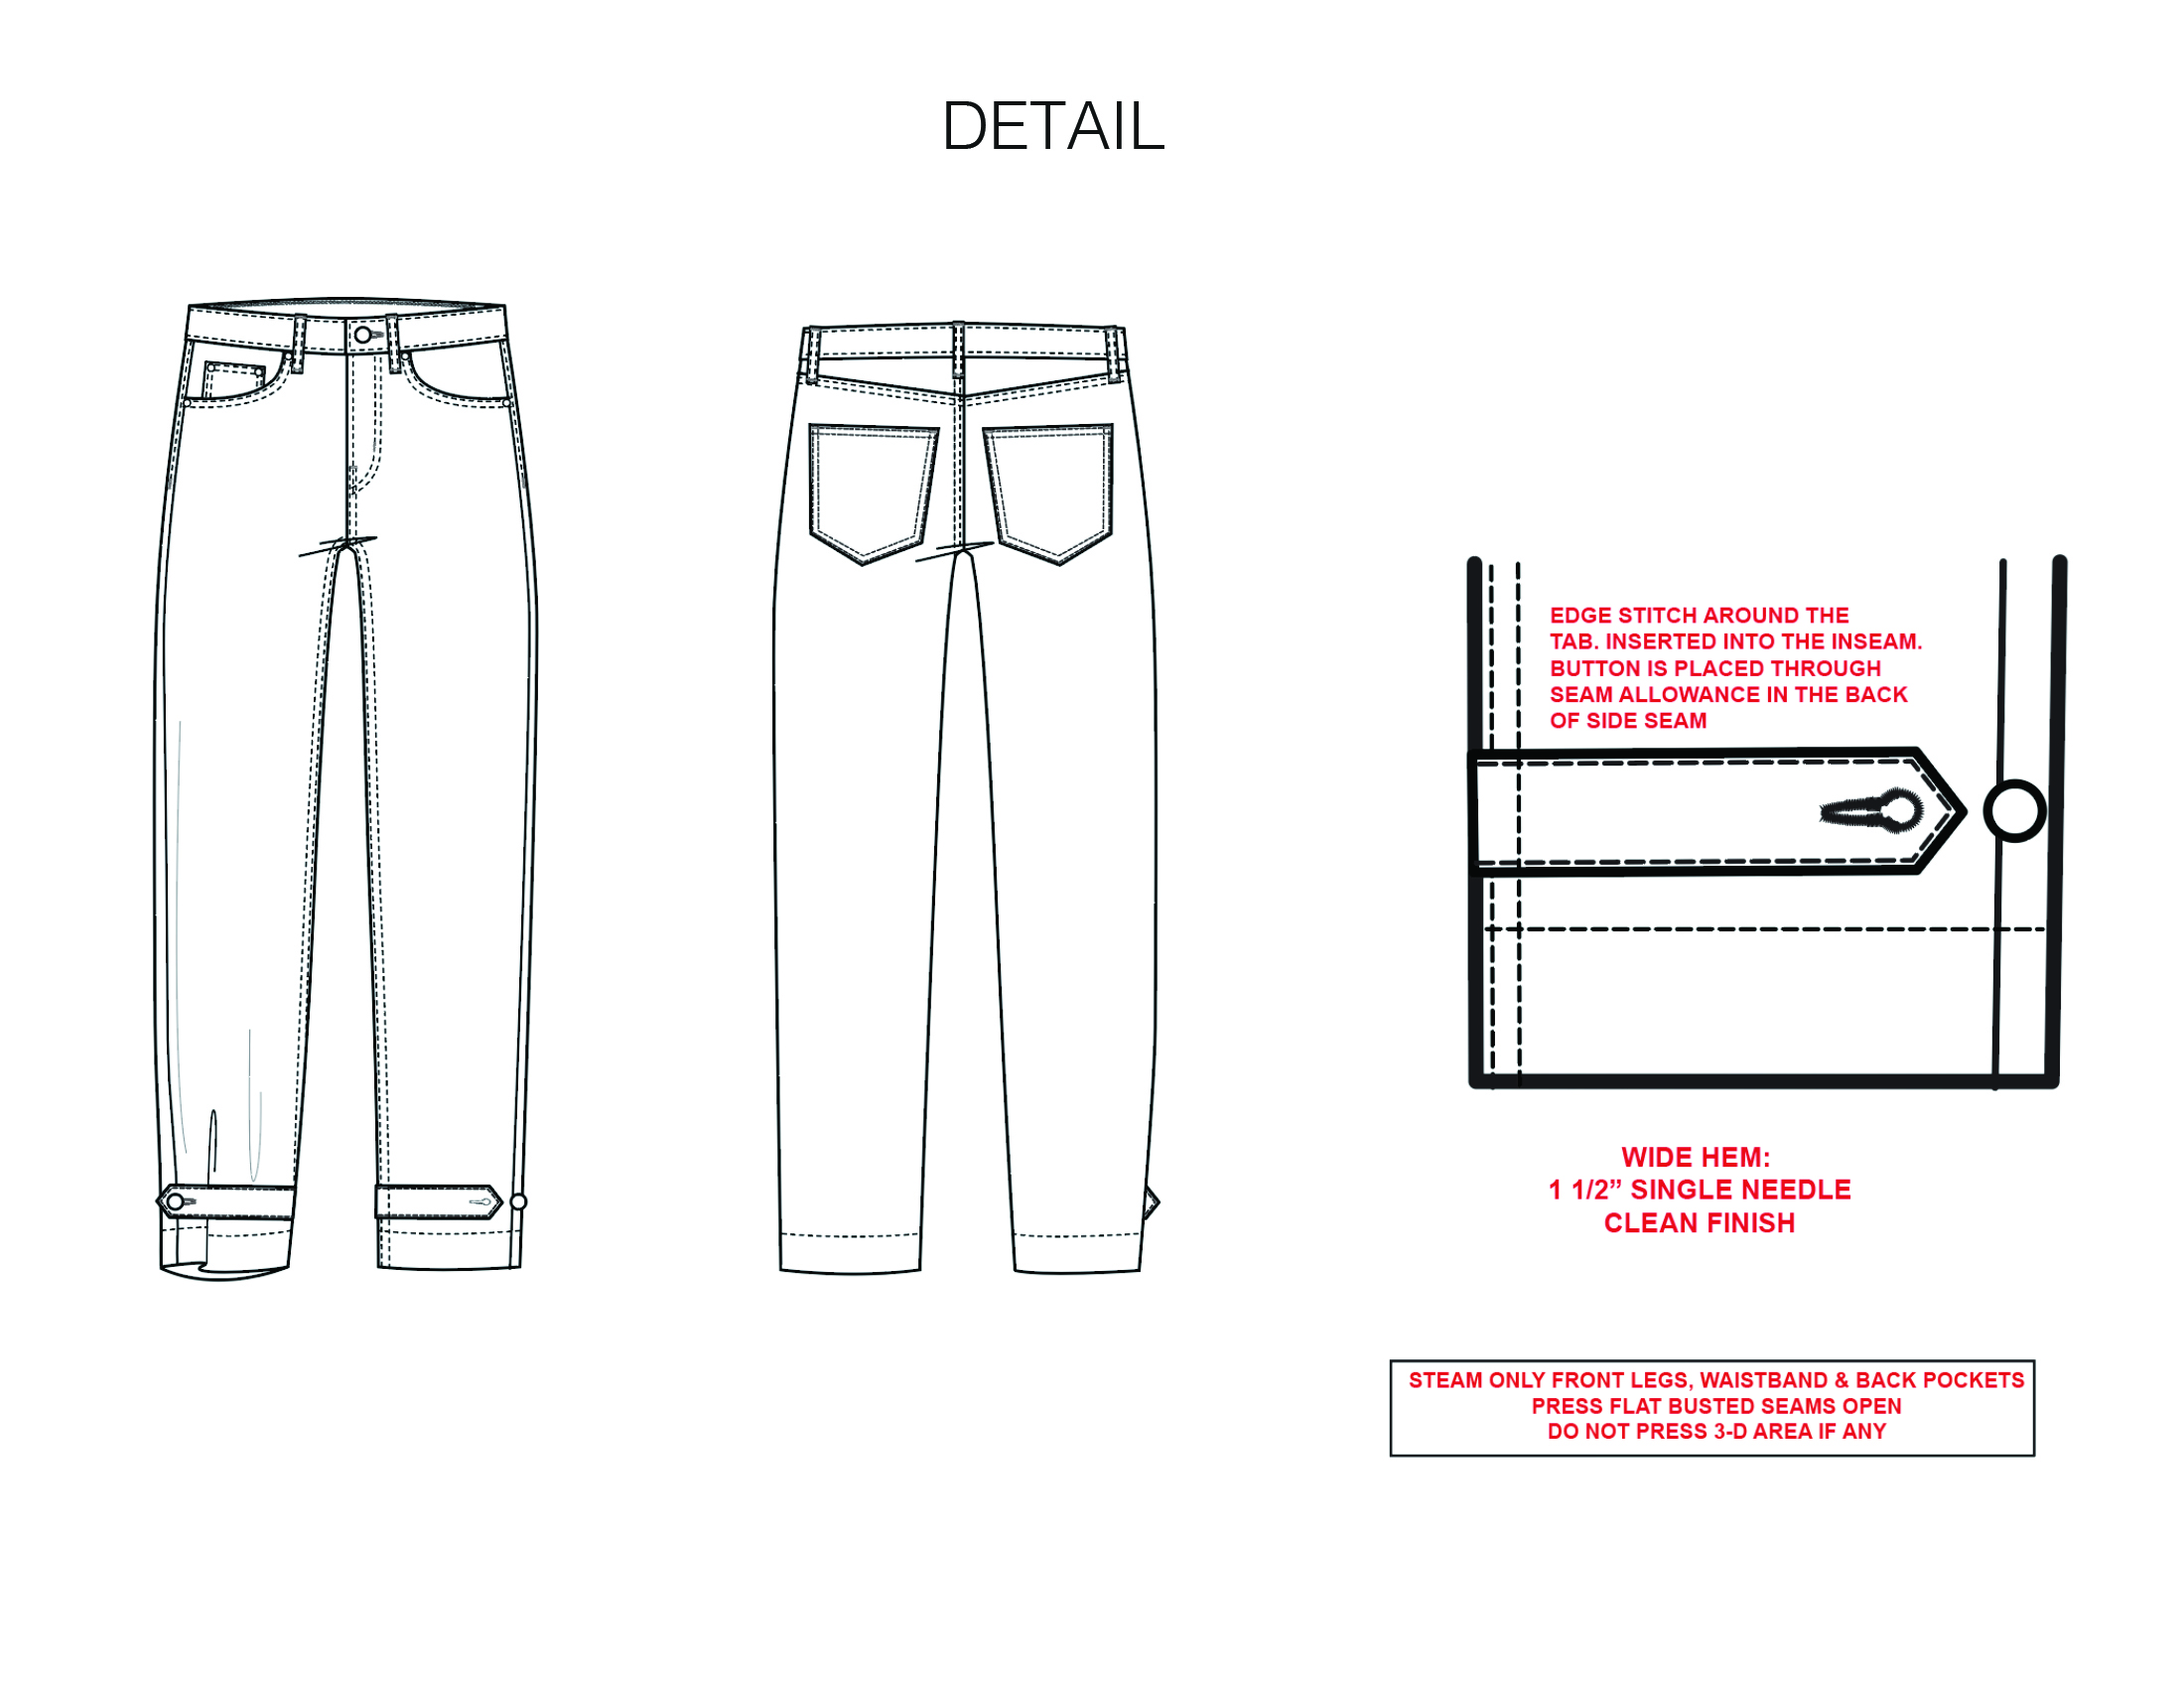 DETAIL
EDGE STITCH AROUND THE
TAB. INSERTED INTO THE INSEAM.
BUTTON IS PLACED THROUGH
SEAM ALLOWANCE IN THE BACK
OF SIDE SEAM
WIDE HEM:
1 1/2” SINGLE NEEDLE
CLEAN FINISH
STEAM ONLY FRONT LEGS, WAISTBAND & BACK POCKETS
PRESS FLAT BUSTED SEAMS OPEN
DO NOT PRESS 3-D AREA IF ANY